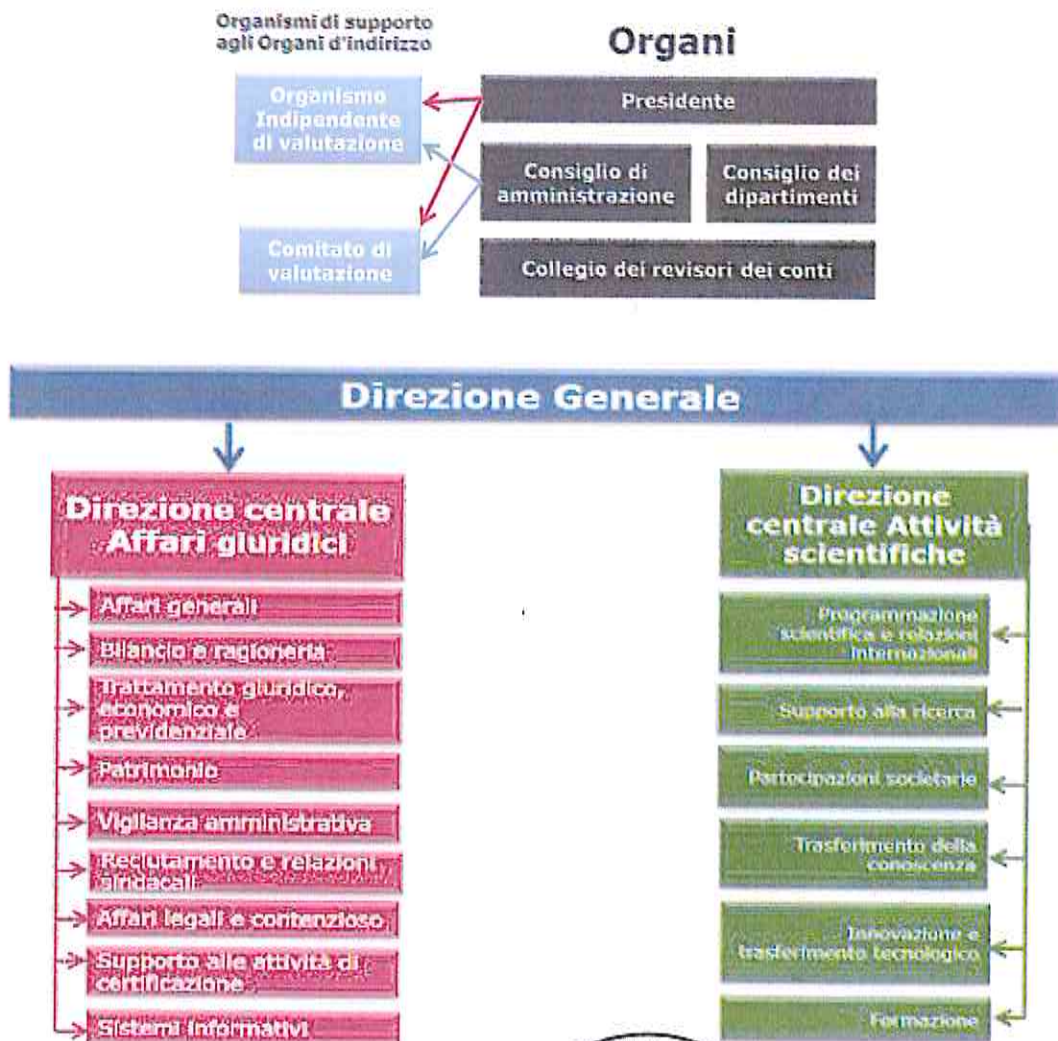 Organismi di supporto
agli Organi d'indirizzo
Organi
Organismo
Indipendente
di valutazione
Presidente
Consiglio di
amministrazione
Consiglio dei
dipartimenti
Comitato di
valutazione
Collegio dei revisori dei conti
Direzione Generale
Direzione centrale
Affari giuridici
Affari generali
Bilancio e ragioneria
Trattamento giuridico,
economico e
previdenziale
Patrimonio
Vigilanza amministrativa
Reclutamento e relazioni
sindacali
Affari legali e contenzioso
Supporto alle attività di
certificazione
Sistemi informativi
Direzione
centrale Attività
scientifiche
Programmazione
scientifica e relazioni
internazionali
Supporto alla ricerca
Partecipazioni societarie
Trasferimento della
conoscenza
Innovazione e
trasferimento tecnologico
Formazione